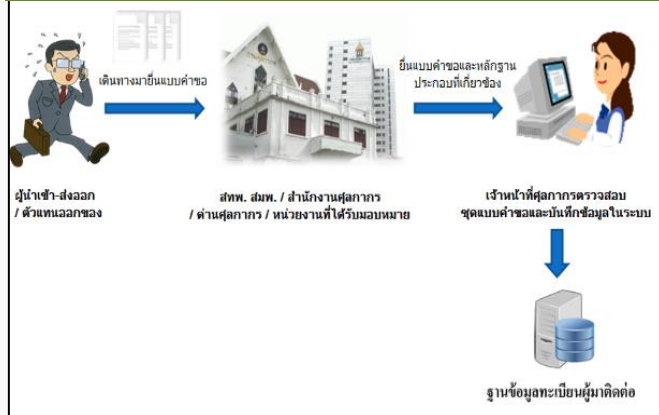 เดินทางมายื่นแบบคำขอ
ยื่นแบบคำขอและหลักฐาน
ประกอบที่เกี่ยวข้อง
ผู้นำเข้า-ส่งออก
/ ตัวแทนออกของ
สทพ. สมพ. / สำนักงานศุลกากร
/ ด่านศุลกากร / หน่วยงานที่ได้รับมอบหมาย
เจ้าหน้าที่ศุลกากรตรวจสอบ
ชุดแบบคำขอและบันทึกข้อมูลในระบบ
ฐานข้อมูลทะเบียนผู้มาติดต่อ